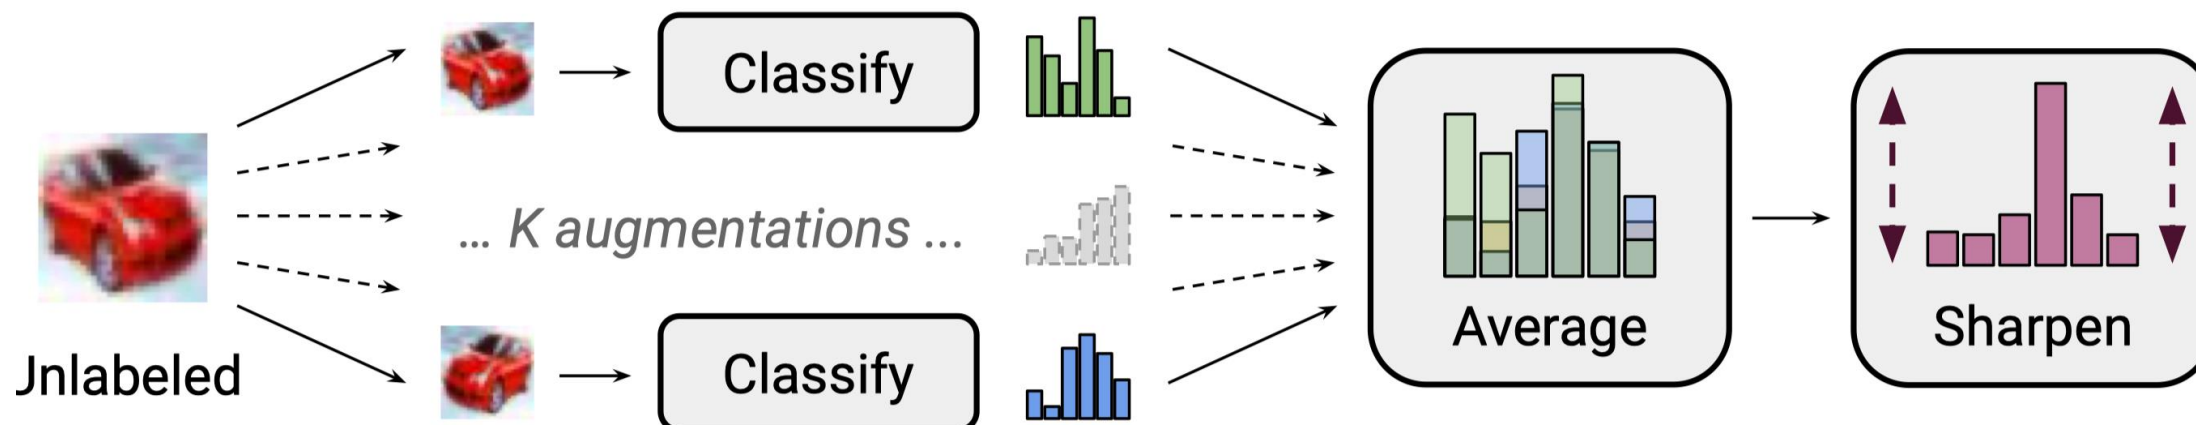 Classify
... K augmentations ...
Average
Sharpen
Jnlabeled
Classify